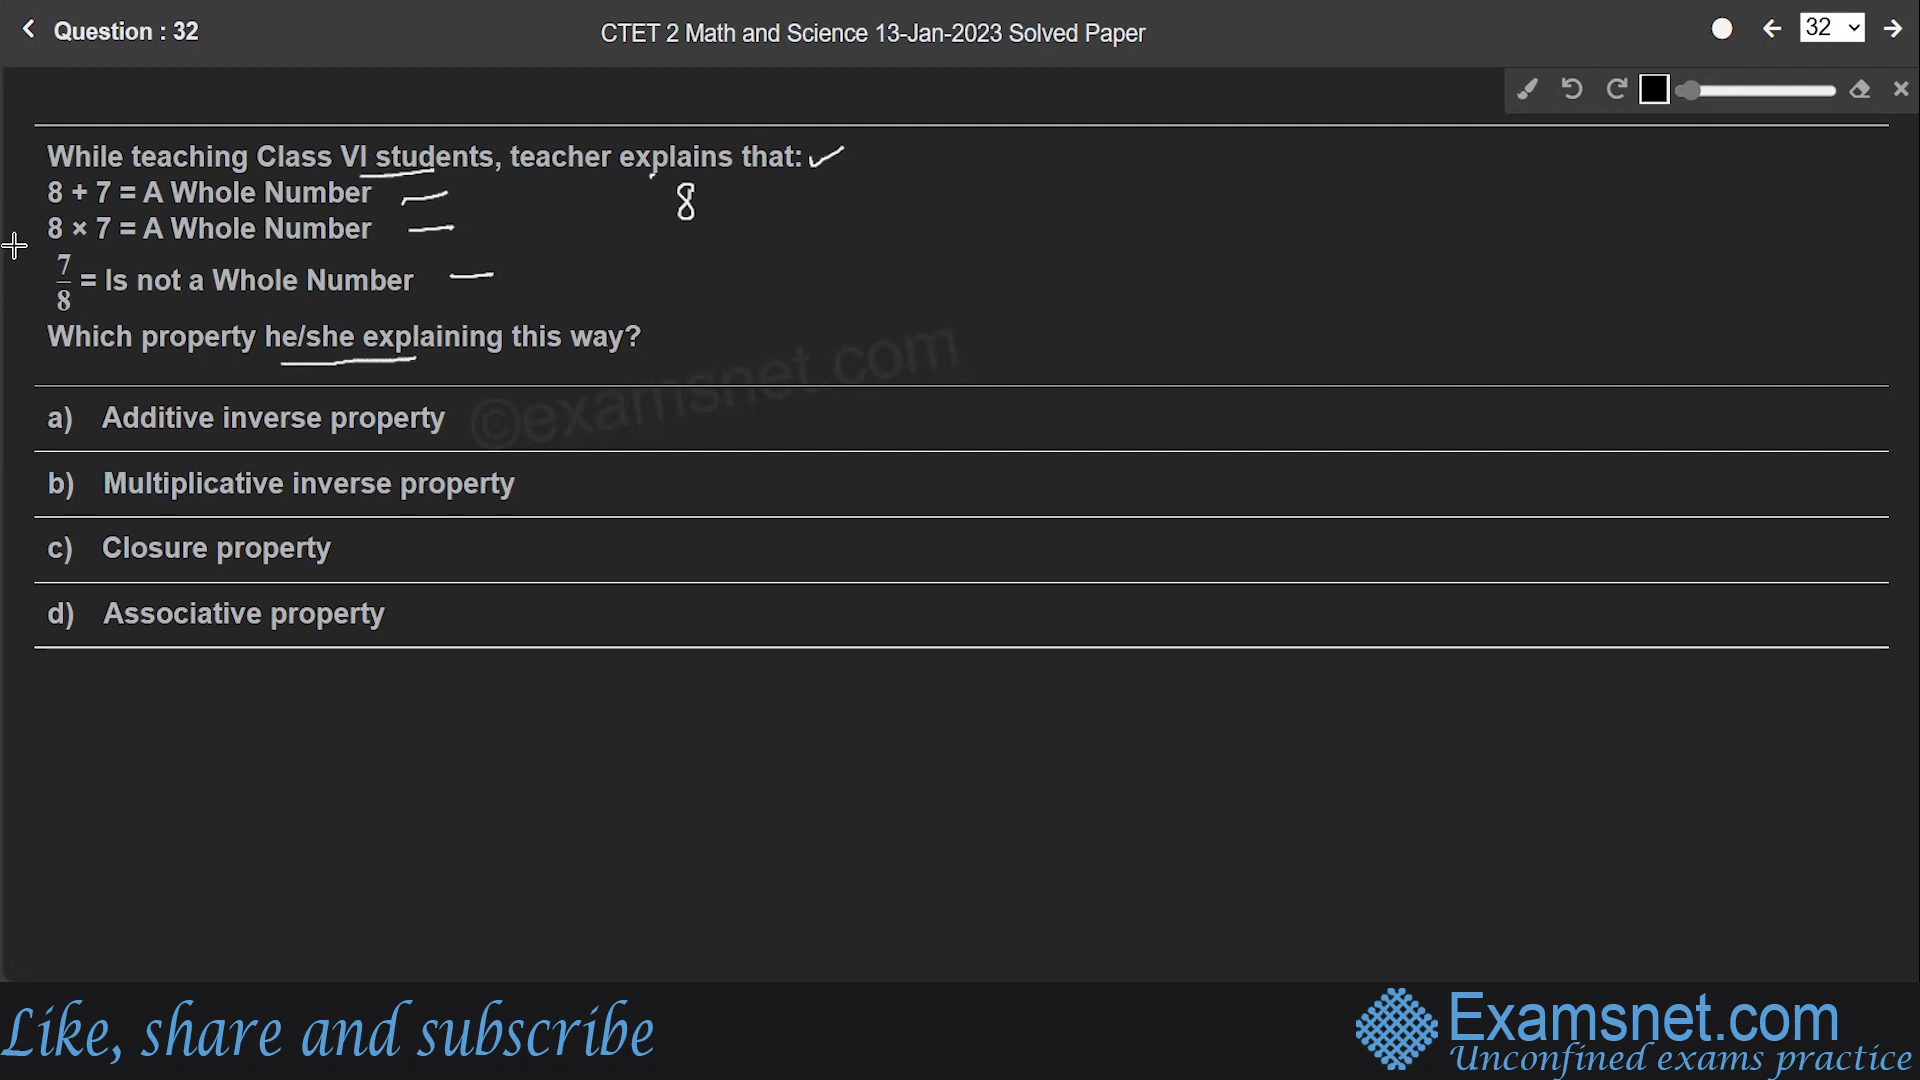 Question : 32
CTET 2 Math and Science 13-Jan-2023 Solved Paper
32
While teaching Class VI students, teacher explains that:
8 + 7 = A Whole Number
8
8 × 7 = A Whole Number
7/8 = Is not a Whole Number
Which property he/she explaining this way?
©examsnet.com
a) Additive inverse property
b) Multiplicative inverse property
c) Closure property
d) Associative property
Like, share and subscribe
Examsnet.com
Unconfined exams practice